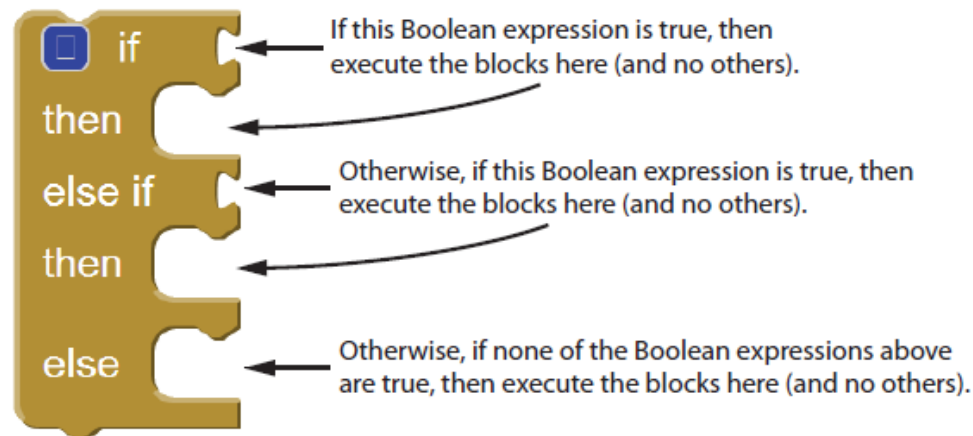 if
If this Boolean expression is true, then
execute the blocks here (and no others).
then
else if
Otherwise, if this Boolean expression is true, then
execute the blocks here (and no others).
then
else
Otherwise, if none of the Boolean expressions above
are true, then execute the blocks here (and no others).